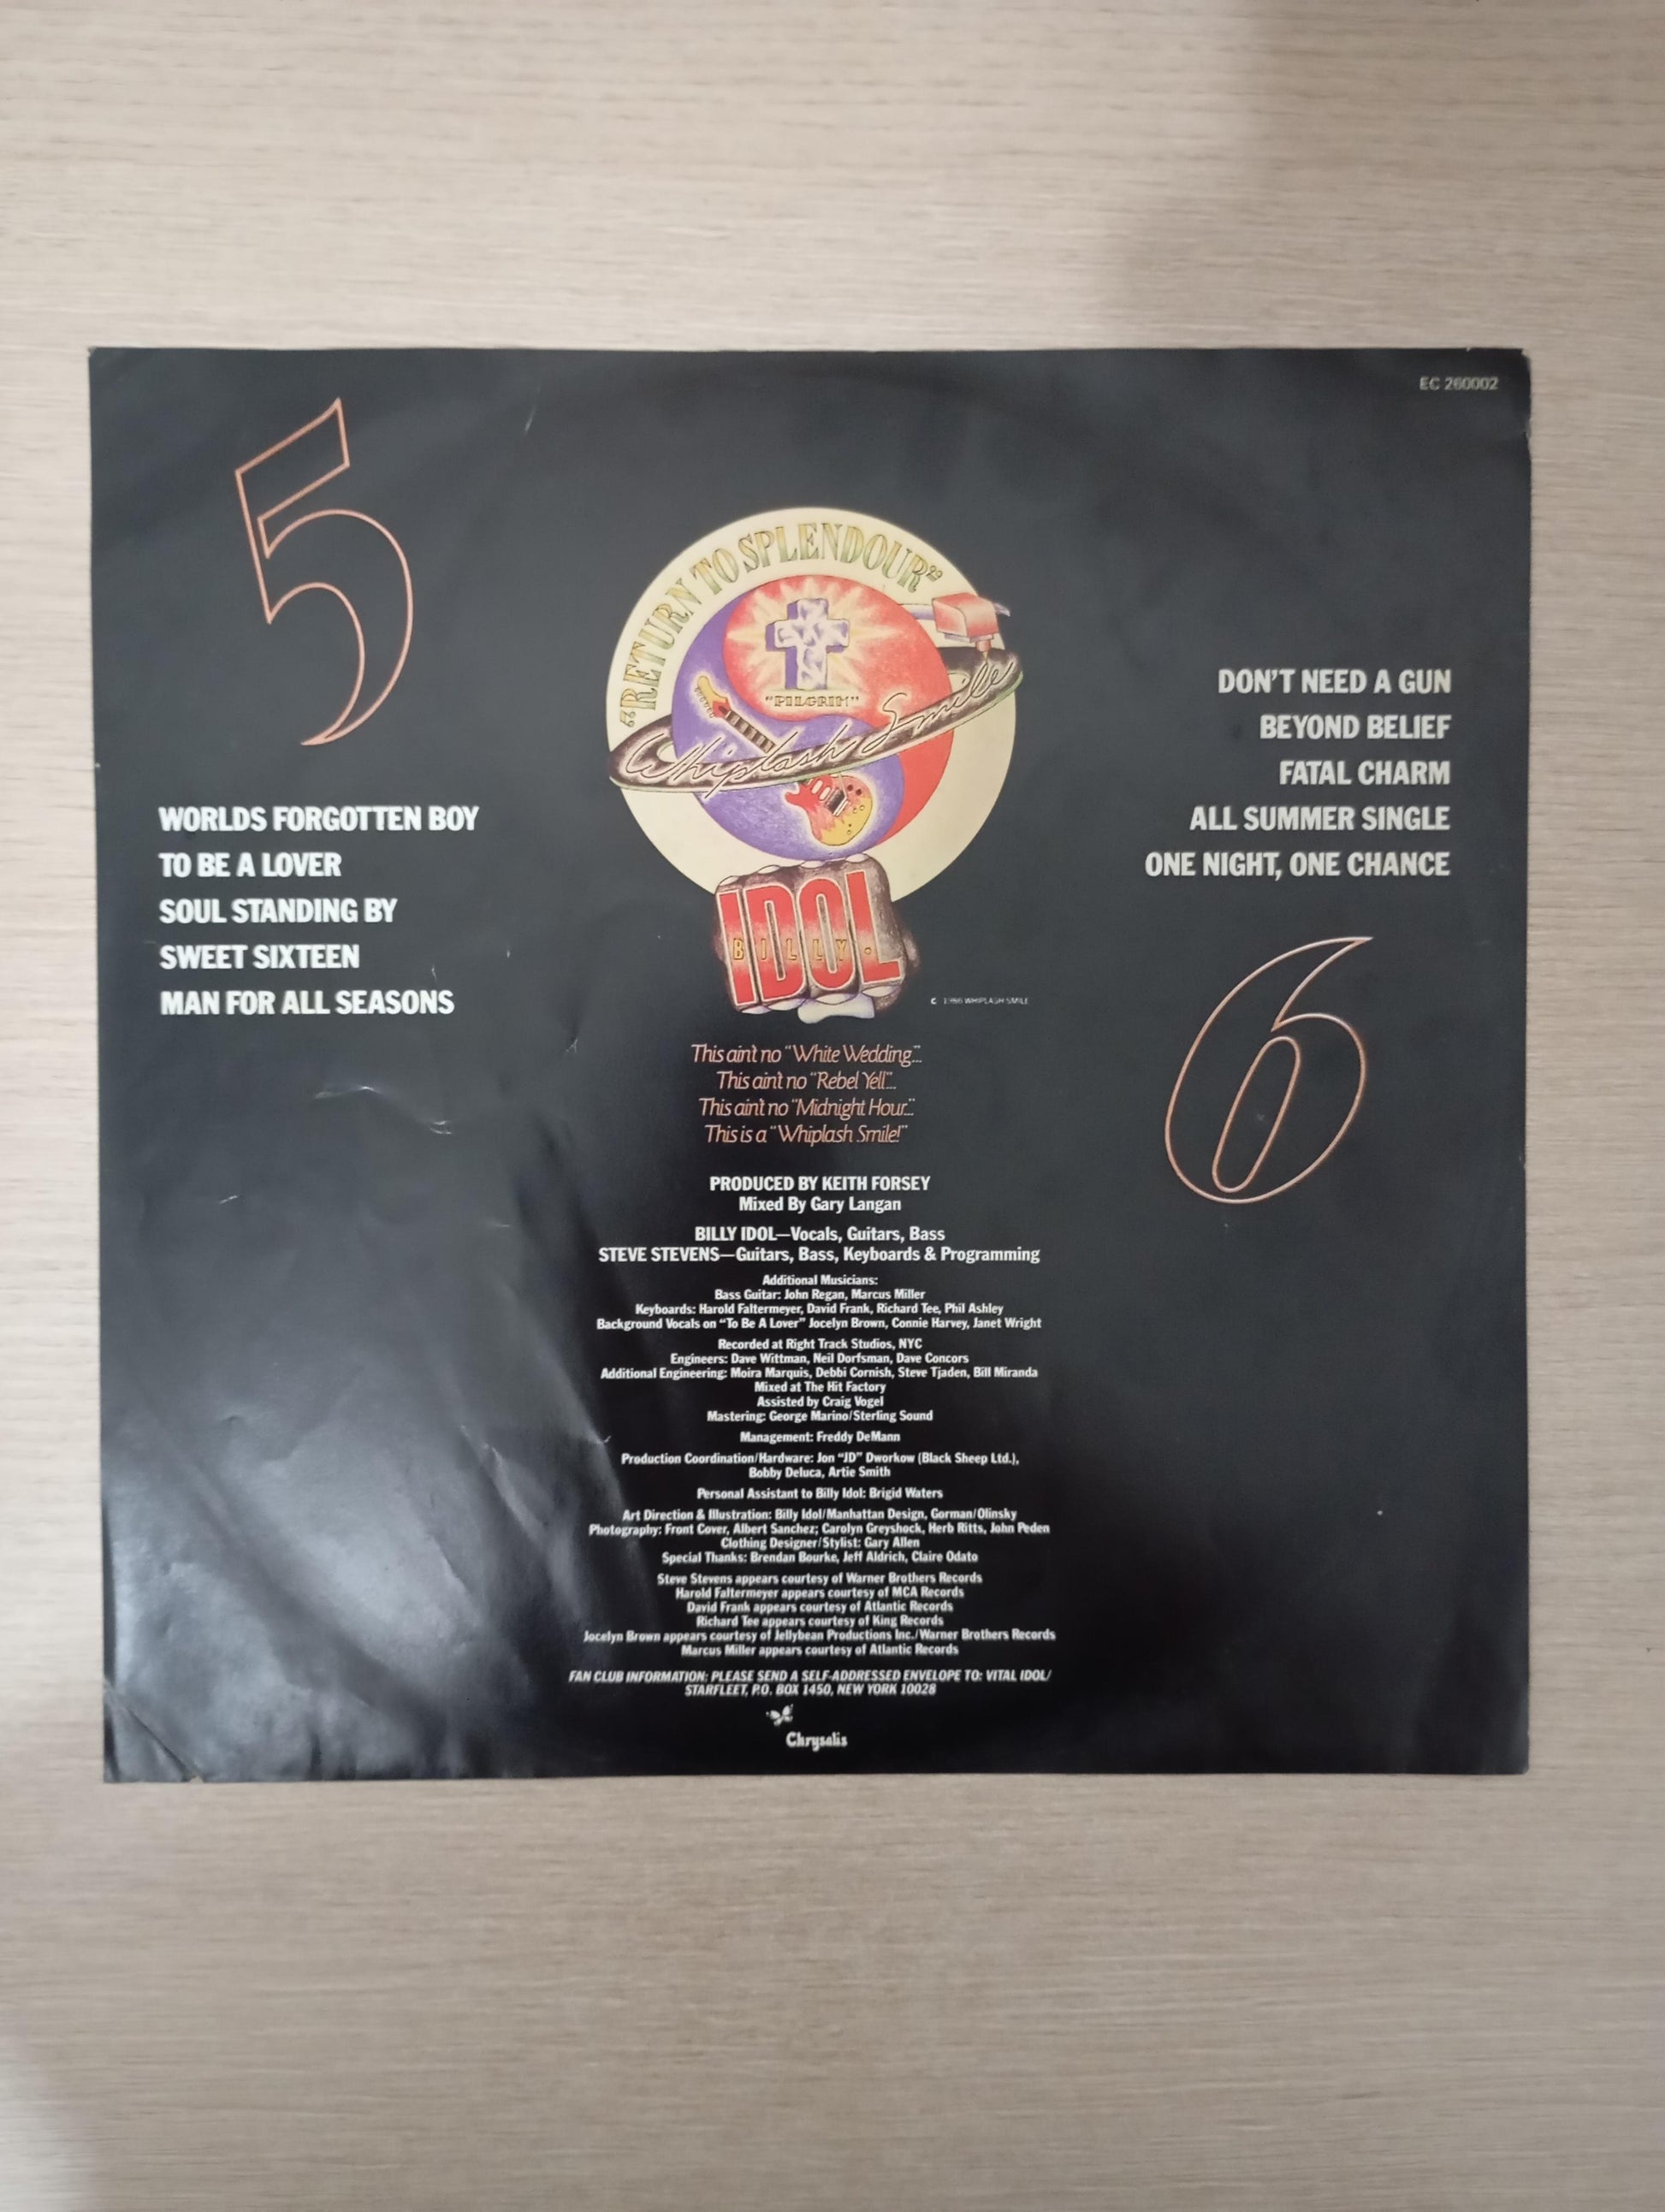 EC 260002
5
WORLDS FORGOTTEN BOY
TO BE A LOVER
SOUL STANDING BY
SWEET SIXTEEN
MAN FOR ALL SEASONS
"RETURN TO SPLENDOUR"
"PILGRIM"
Whiplash Smile
IDOL
BILLY
© 1986 WHIPLASH SMILE
DON'T NEED A GUN
BEYOND BELIEF
FATAL CHARM
ALL SUMMER SINGLE
ONE NIGHT, ONE CHANCE
6
This ain't no "White Wedding"...
This ain't no "Rebel Yell"...
This ain't no "Midnight Hour"...
This is a "Whiplash Smile!"
PRODUCED BY KEITH FORSEY
Mixed By Gary Langan
BILLY IDOL—Vocals, Guitars, Bass
STEVE STEVENS—Guitars, Bass, Keyboards & Programming
Additional Musicians:
Bass Guitar: John Regan, Marcus Miller
Keyboards: Harold Faltermeyer, David Frank, Richard Tee, Phil Ashley
Background Vocals on "To Be A Lover" Jocelyn Brown, Connie Harvey, Janet Wright
Recorded at Right Track Studios, NYC
Engineers: Dave Wittman, Neil Dorfsman, Dave Concors
Additional Engineering: Moira Marquis, Debbi Cornish, Steve Tjaden, Bill Miranda
Mixed at The Hit Factory
Assisted by Craig Vogel
Mastering: George Marino/Sterling Sound
Management: Freddy DeMann
Production Coordination/Hardware: Jon "JD" Dworkow (Black Sheep Ltd.),
Bobby Deluca, Artie Smith
Personal Assistant to Billy Idol: Brigid Waters
Art Direction & Illustration: Billy Idol/Manhattan Design, Gorman/Olinsky
Photography: Front Cover, Albert Sanchez; Carolyn Greyshock, Herb Ritts, John Peden
Clothing Designer/Stylist: Gary Allen
Special Thanks: Brendan Bourke, Jeff Aldrich, Claire Odato
Steve Stevens appears courtesy of Warner Brothers Records
Harold Faltermeyer appears courtesy of MCA Records
David Frank appears courtesy of Atlantic Records
Richard Tee appears courtesy of King Records
Jocelyn Brown appears courtesy of Jellybean Productions Inc./Warner Brothers Records
Marcus Miller appears courtesy of Atlantic Records
FAN CLUB INFORMATION: PLEASE SEND A SELF-ADDRESSED ENVELOPE TO: VITAL IDOL/
STARFLEET, P.O. BOX 1450, NEW YORK 10028
Chrysalis